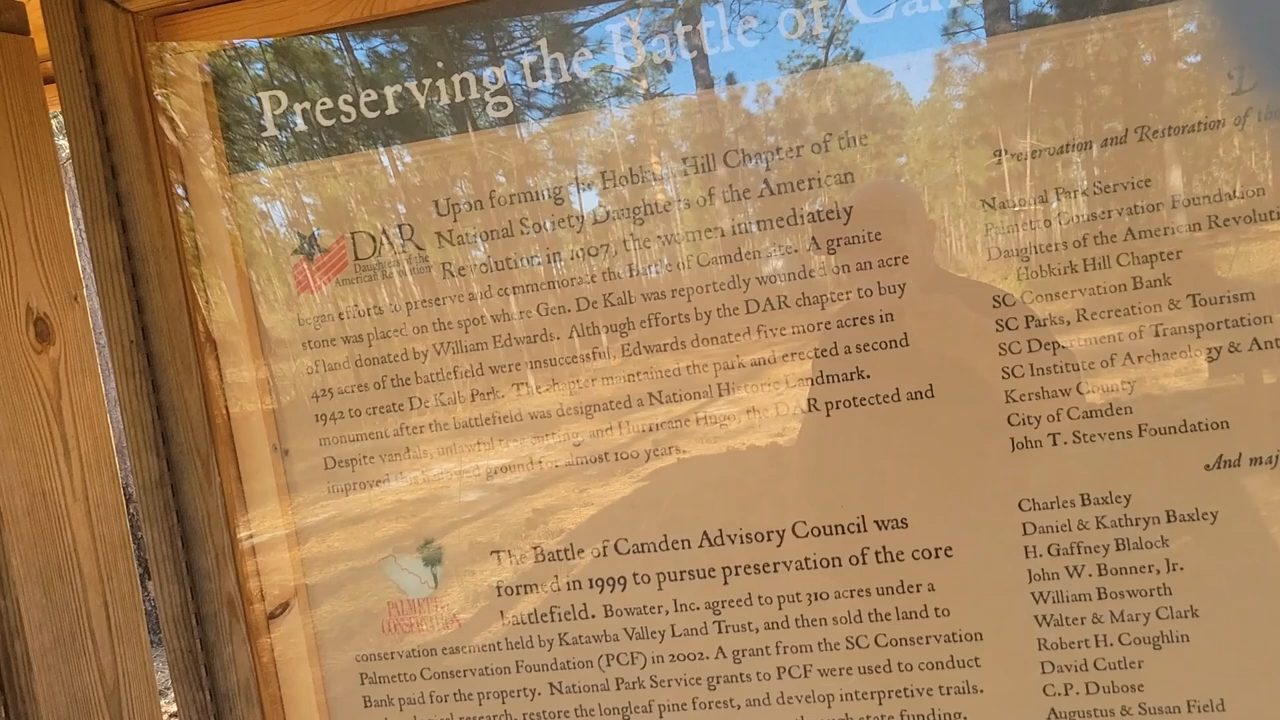 Preserving the Battle of
DAR
Daughters of the
American Revolution
Upon forming the Hobkirk Hill Chapter of the
National Society Daughters of the American
Revolution in 1907, the women immediately
began efforts to preserve and commemorate the Battle of Camden site. A granite
stone was placed on the spot where Gen. De Kalb was reportedly wounded on an acre
of land donated by William Edwards. Although efforts by the DAR chapter to buy
425 acres of the battlefield were unsuccessful, Edwards donated five more acres in
1942 to create De Kalb Park. The chapter maintained the park and erected a second
monument after the battlefield was designated a National Historic Landmark.
Despite vandals, unlawful tree cutting, and Hurricane Hugo, the DAR protected and
improved this hallowed ground for almost 100 years.
PALMETTO
CONSERVATION
The Battle of Camden Advisory Council was
formed in 1999 to pursue preservation of the core
battlefield. Bowater, Inc. agreed to put 310 acres under a
conservation easement held by Katawba Valley Land Trust, and then sold the land to
Palmetto Conservation Foundation (PCF) in 2002. A grant from the SC Conservation
Bank paid for the property. National Park Service grants to PCF were used to conduct
research, restore the longleaf pine forest, and develop interpretive trails.
through state funding.
Preservation and Restoration of the
National Park Service
Palmetto Conservation Foundation
Daughters of the American Revoluti
Hobkirk Hill Chapter
SC Conservation Bank
SC Parks, Recreation & Tourism
SC Department of Transportation
SC Institute of Archaeology & Ant
Kershaw County
City of Camden
John T. Stevens Foundation
And maj
Charles Baxley
Daniel & Kathryn Baxley
H. Gaffney Blalock
John W. Bonner, Jr.
William Bosworth
Walter & Mary Clark
Robert H. Coughlin
David Cutler
C.P. Dubose
Augustus & Susan Field